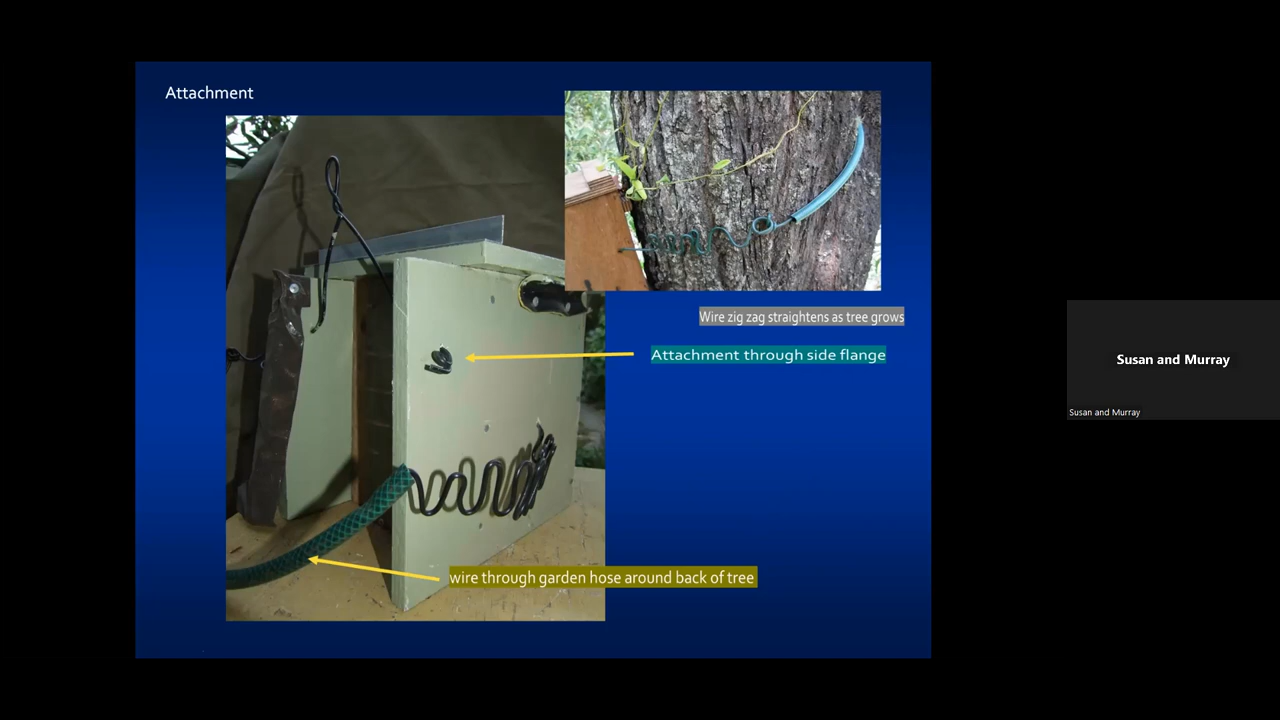 Attachment
Wire zig zag straightens as tree grows
Attachment through side flange
wire through garden hose around back of tree
Susan and Murray
Susan and Murray